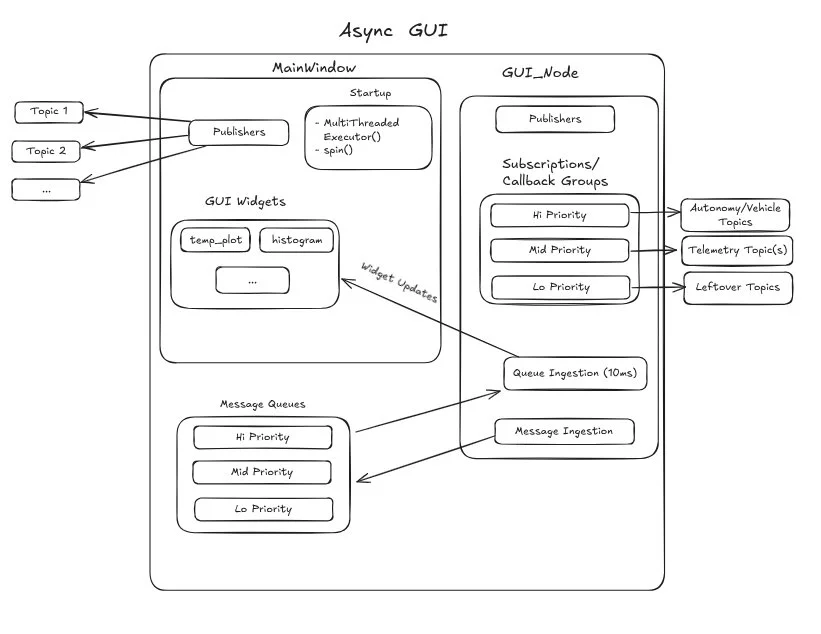 Async GUI
MainWindow
GUI_Node
Startup
- MultiThreaded
Executor()
- spin()
Topic 1
Topic 2
...
Publishers
GUI Widgets
temp_plot
histogram
...
Widget Updates
Publishers
Subscriptions/
Callback Groups
Hi Priority
Mid Priority
Lo Priority
Autonomy/Vehicle
Topics
Telemetry Topic(s)
Leftover Topics
Queue Ingestion (10ms)
Message Ingestion
Message Queues
Hi Priority
Mid Priority
Lo Priority